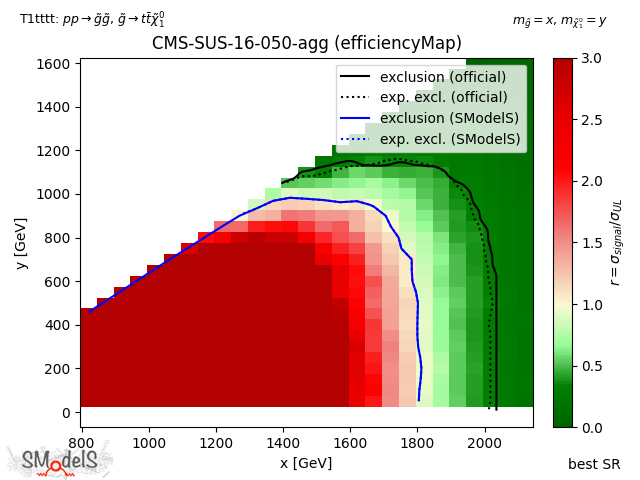 T1tttt: pp → g̃g̃, g̃ → tt̄χ̃₁⁰
m_g̃ = x, m_χ̃₁⁰ = y
CMS-SUS-16-050-agg (efficiencyMap)
exclusion (official)
exp. excl. (official)
exclusion (SModelS)
exp. excl. (SModelS)
y [GeV]
1600
1400
1200
1000
800
600
400
200
0
800 1000 1200 1400 1600 1800 2000
x [GeV]
3.0
2.5
2.0
1.5
1.0
0.5
0.0
r = σ_signal/σ_UL
best SR
SModelS